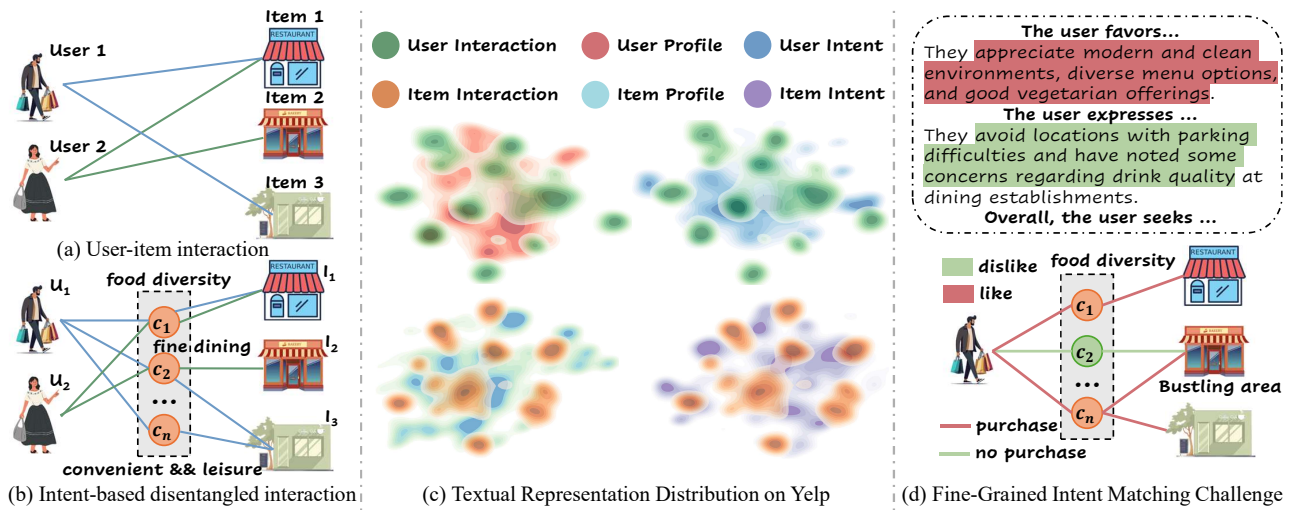 User 1
User 2
Item 1
RESTAURANT
Item 2
BAKERY
Item 3
(a) User-item interaction
food diversity
u₁
u₂
c₁
fine dining
c₂
...
cₙ
I₁
RESTAURANT
I₂
BAKERY
I₃
convenient && leisure
(b) Intent-based disentangled interaction
User Interaction
User Profile
User Intent
Item Interaction
Item Profile
Item Intent
(c) Textual Representation Distribution on Yelp
The user favors...
They appreciate modern and clean
environments, diverse menu options,
and good vegetarian offerings.
The user expresses ...
They avoid locations with parking
difficulties and have noted some
concerns regarding drink quality at
dining establishments.
Overall, the user seeks ...
dislike
like
food diversity
c₁
c₂
...
cₙ
RESTAURANT
BAKERY
Bustling area
purchase
no purchase
(d) Fine-Grained Intent Matching Challenge